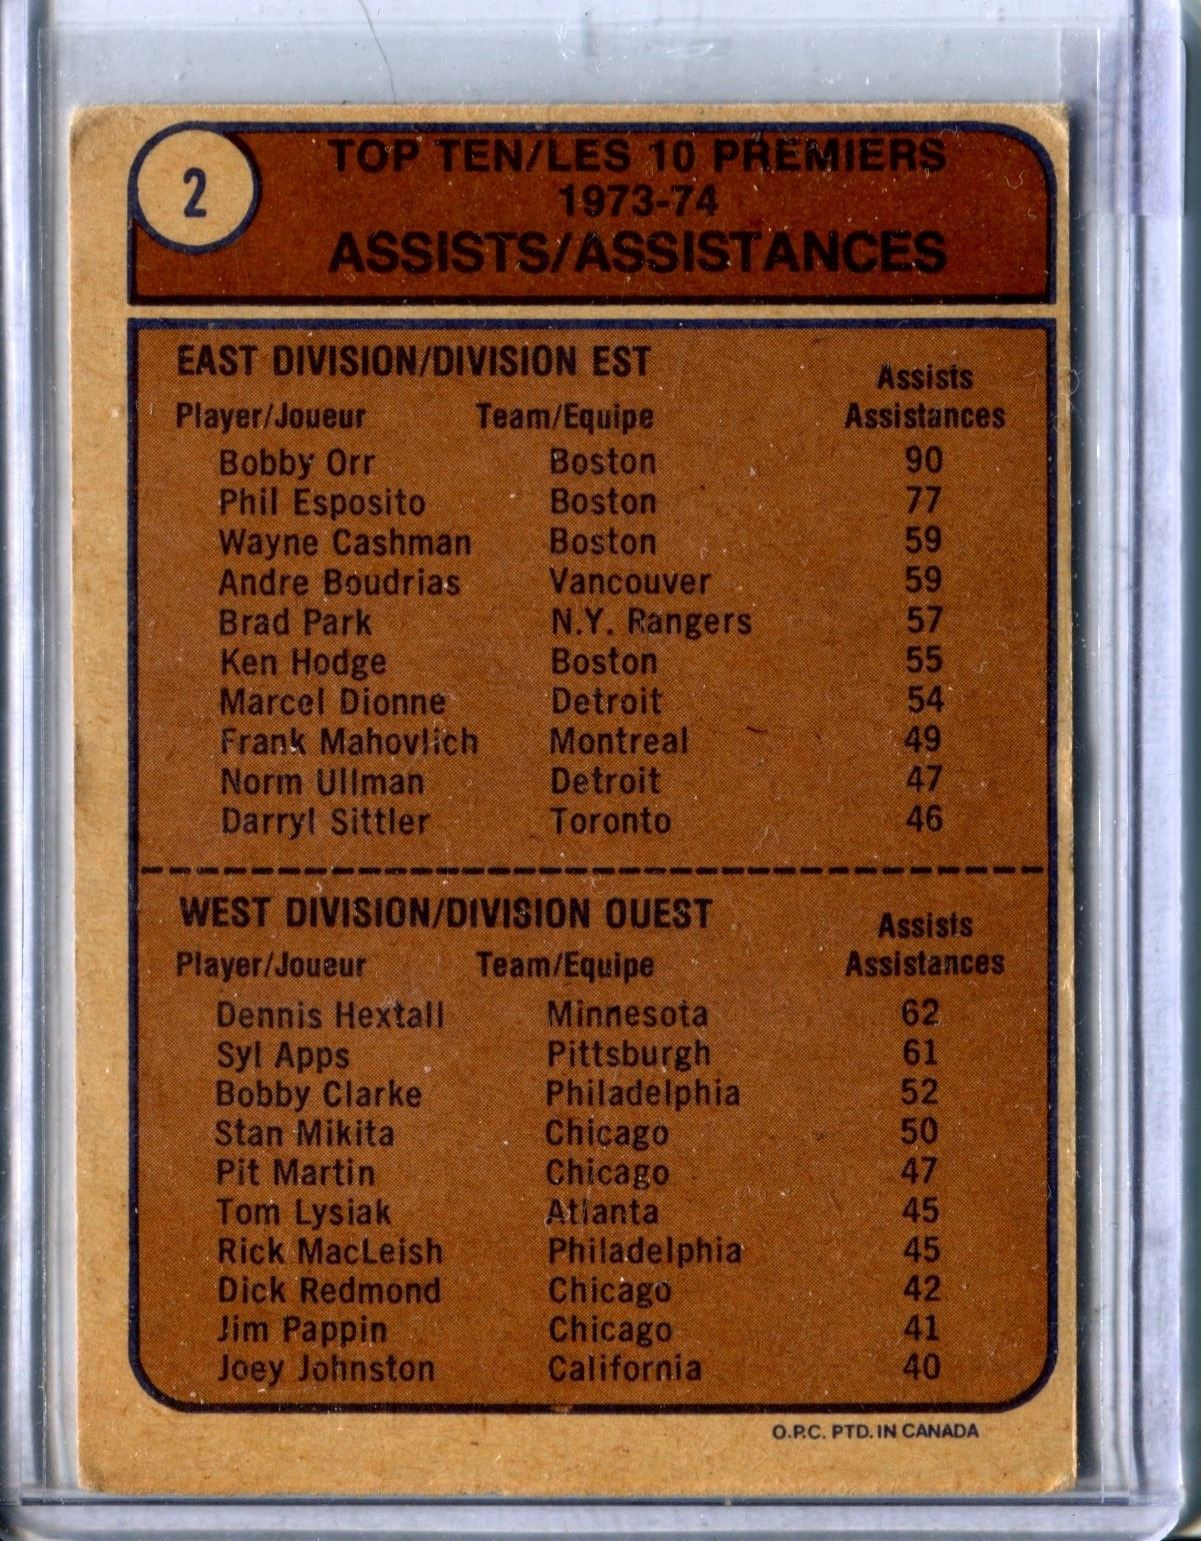 2
TOP TEN/LES 10 PREMIERS
1973-74
ASSISTS/ASSISTANCES
EAST DIVISION/DIVISION EST
Assists
Player/Joueur Team/Equipe Assistances
Bobby Orr Boston 90
Phil Esposito Boston 77
Wayne Cashman Boston 59
Andre Boudrias Vancouver 59
Brad Park N.Y. Rangers 57
Ken Hodge Boston 55
Marcel Dionne Detroit 54
Frank Mahovlich Montreal 49
Norm Ullman Detroit 47
Darryl Sittler Toronto 46
WEST DIVISION/DIVISION OUEST
Assists
Player/Joueur Team/Equipe Assistances
Dennis Hextall Minnesota 62
Syl Apps Pittsburgh 61
Bobby Clarke Philadelphia 52
Stan Mikita Chicago 50
Pit Martin Chicago 47
Tom Lysiak Atlanta 45
Rick MacLeish Philadelphia 45
Dick Redmond Chicago 42
Jim Pappin Chicago 41
Joey Johnston California 40
O.P.C. PTD. IN CANADA